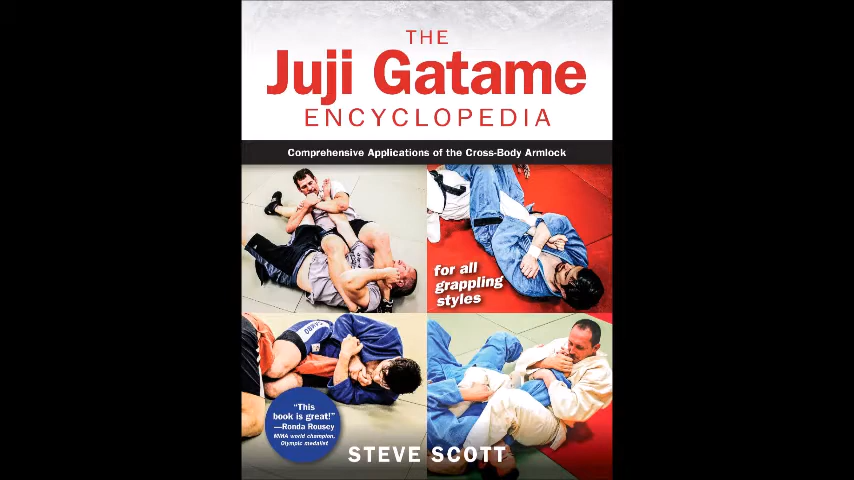 THE
Juji Gatame
ENCYCLOPEDIA
Comprehensive Applications of the Cross-Body Armlock
for all
grappling
styles
"This
book is great!"
—Ronda Rousey
MMA world champion,
Olympic medalist
STEVE SCOTT